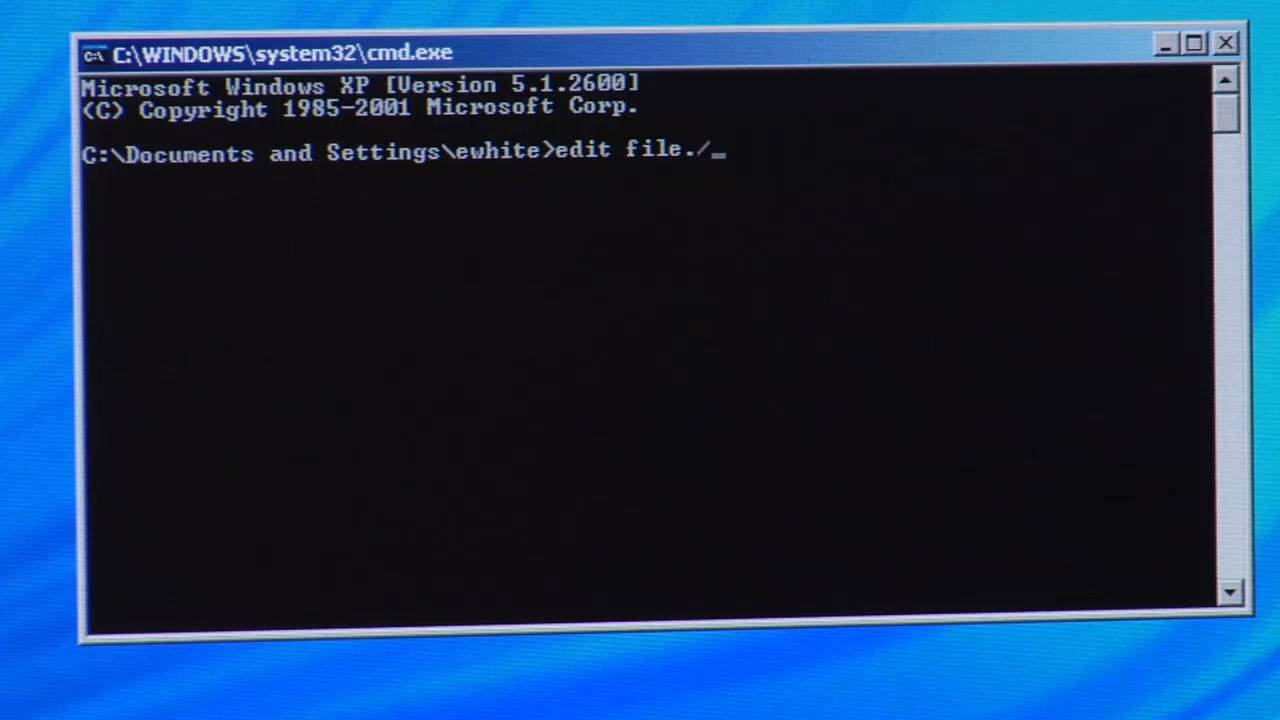 C:\WINDOWS\system32\cmd.exe
Microsoft Windows XP [Version 5.1.2600]
(C) Copyright 1985-2001 Microsoft Corp.
C:\Documents and Settings\ewhite>edit file./_